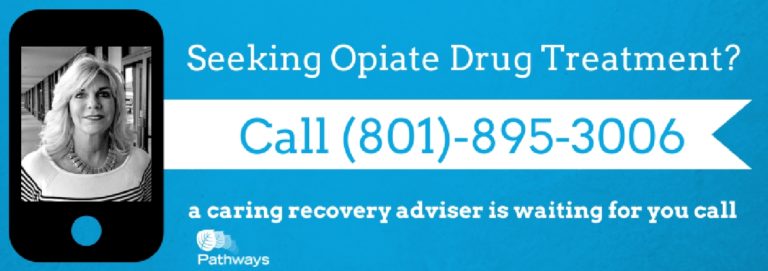 Seeking Opiate Drug Treatment?
Call (801)-895-3006
a caring recovery adviser is waiting for you call
Pathways